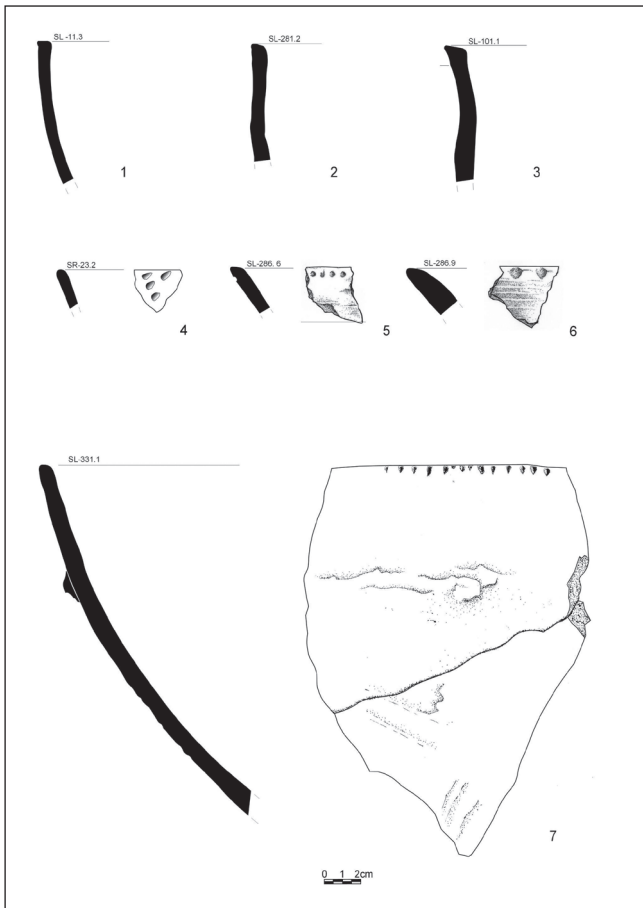 SL -11.3
SL-281.2
SL-101.1
1
2
3
SR-23.2
SL-286. 6
SL-286.9
4
5
6
SL-331.1
7
0 1 2cm